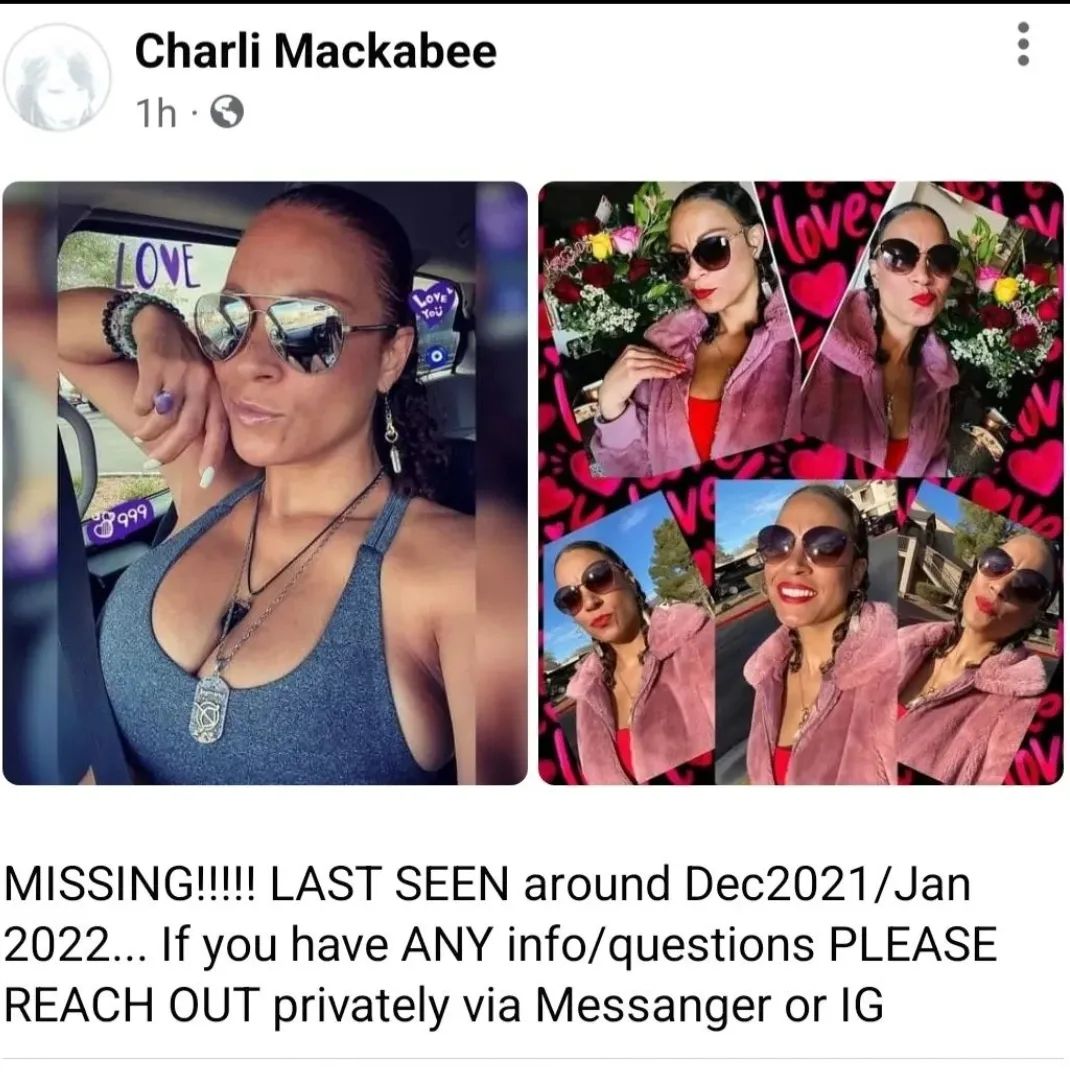 Charli Mackabee
1h ·
LOVE
LOVE
YOU
999
love
MISSING!!!!! LAST SEEN around Dec2021/Jan
2022... If you have ANY info/questions PLEASE
REACH OUT privately via Messanger or IG